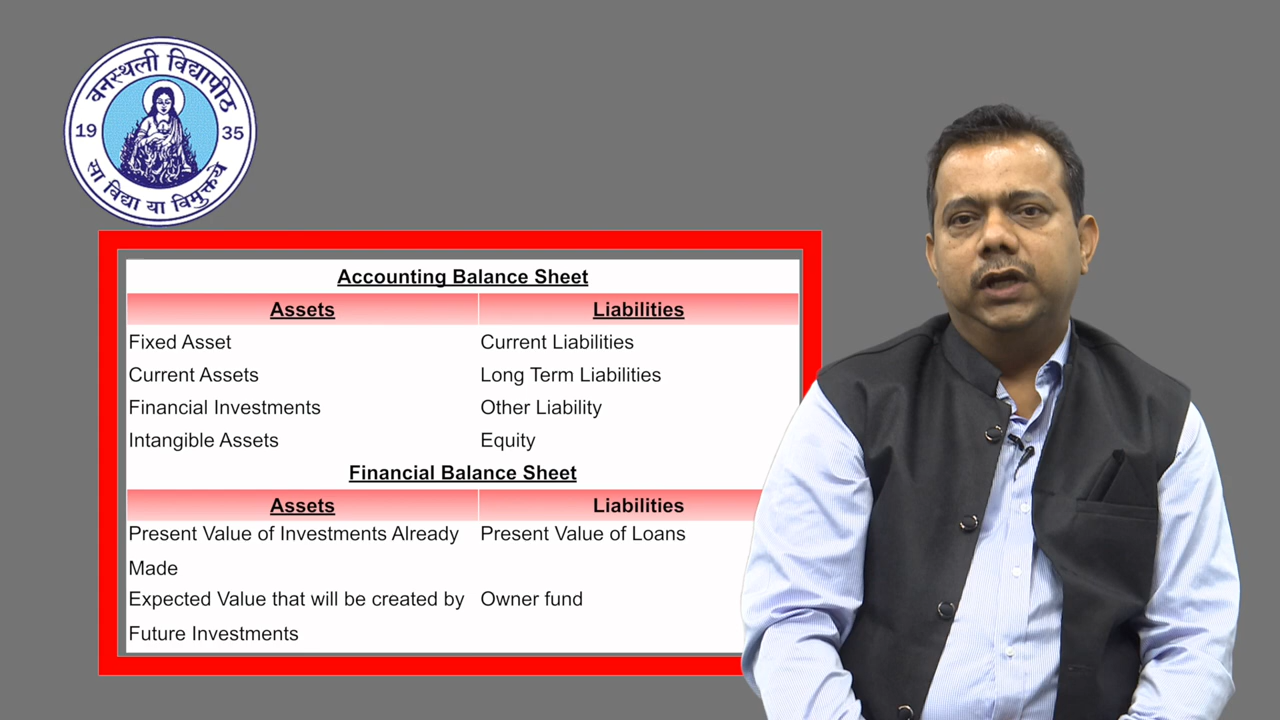 वनस्थली विद्यापीठ
19 35
सा विद्या या विमुक्तये
Accounting Balance Sheet
Assets Liabilities
Fixed Asset Current Liabilities
Current Assets Long Term Liabilities
Financial Investments Other Liability
Intangible Assets Equity
Financial Balance Sheet
Assets Liabilities
Present Value of Investments Already Present Value of Loans
Made
Expected Value that will be created by Owner fund
Future Investments